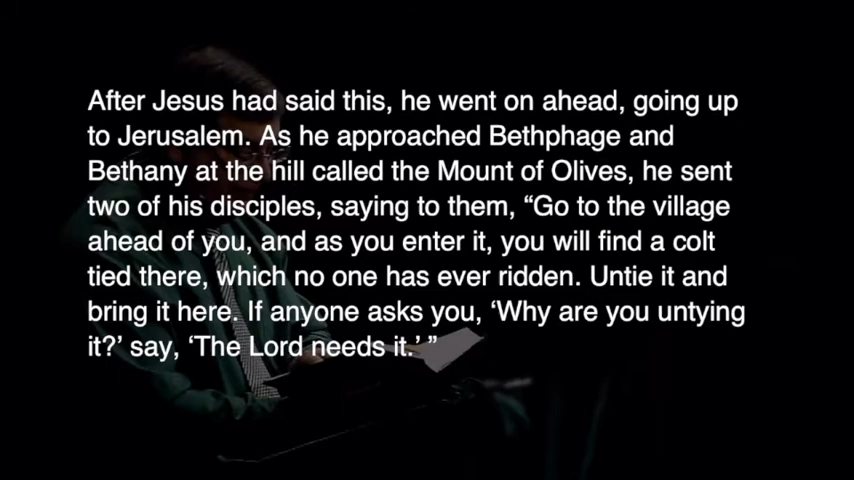 After Jesus had said this, he went on ahead, going up
to Jerusalem. As he approached Bethphage and
Bethany at the hill called the Mount of Olives, he sent
two of his disciples, saying to them, “Go to the village
ahead of you, and as you enter it, you will find a colt
tied there, which no one has ever ridden. Untie it and
bring it here. If anyone asks you, ‘Why are you untying
it?’ say, ‘The Lord needs it.’ ”